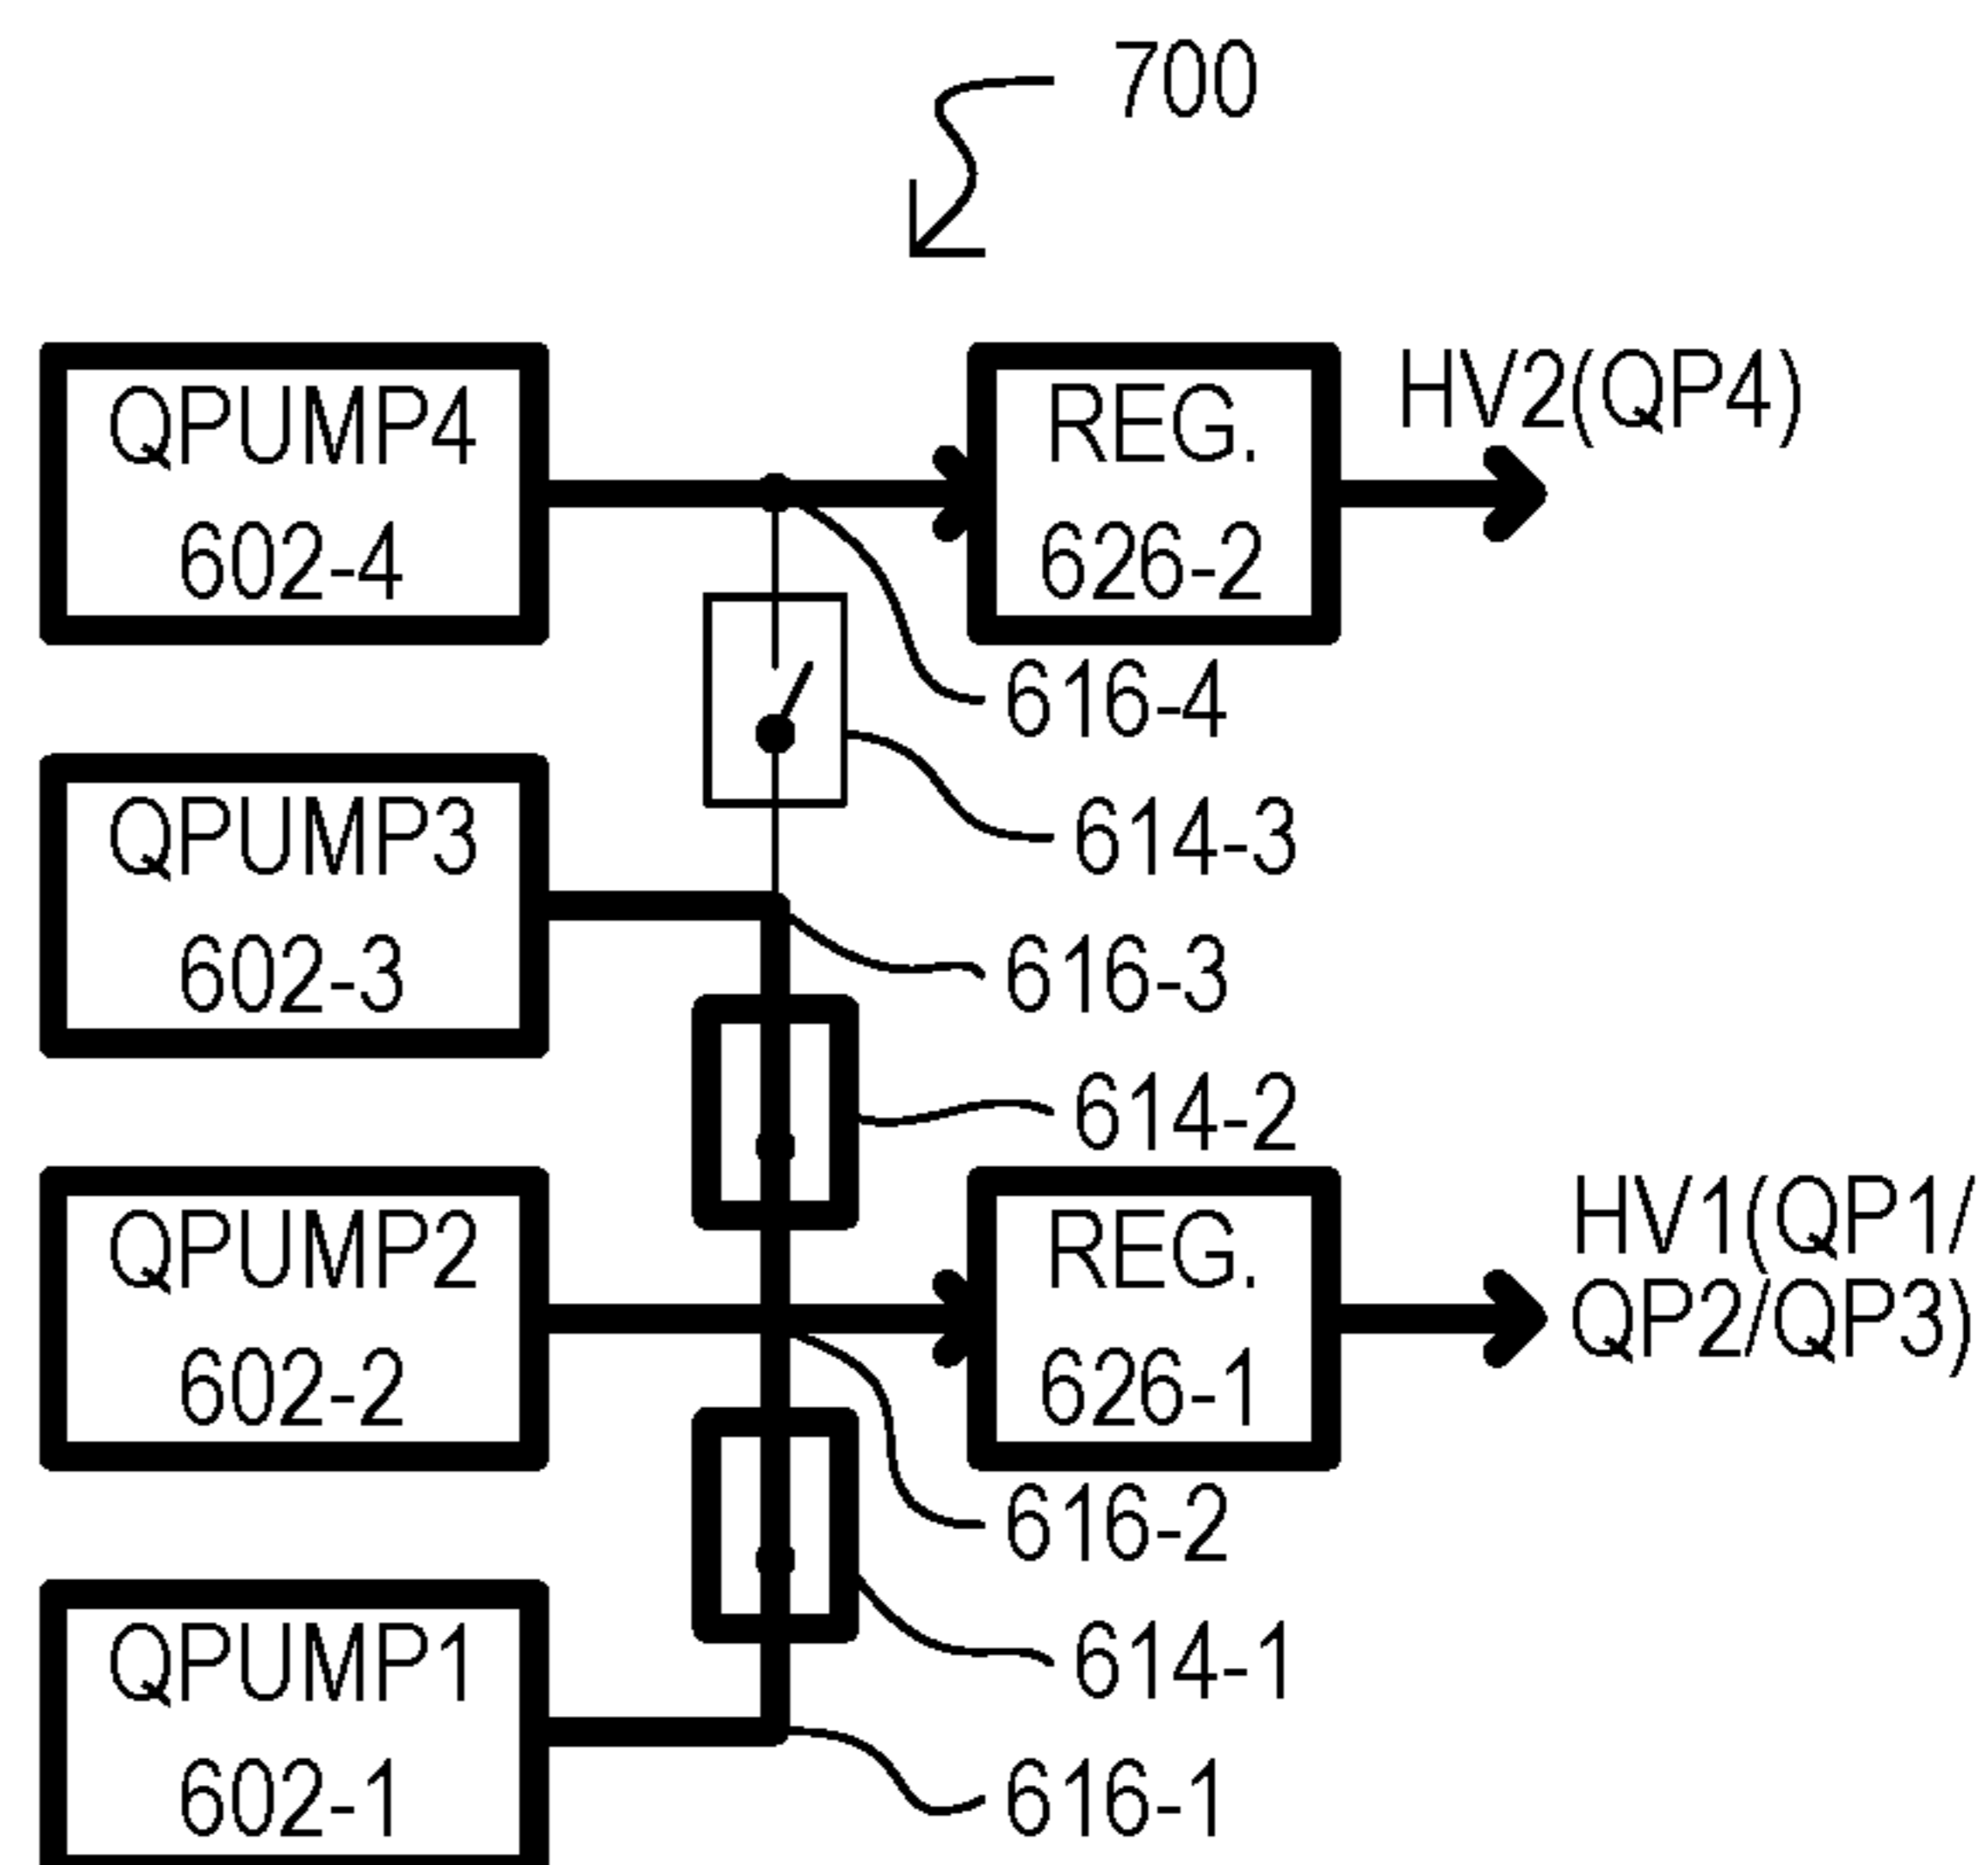 700
QPUMP4
602-4
REG.
626-2
HV2(QP4)
616-4
614-3
QPUMP3
602-3
616-3
614-2
QPUMP2
602-2
REG.
626-1
HV1(QP1/
QP2/QP3)
616-2
614-1
QPUMP1
602-1
616-1